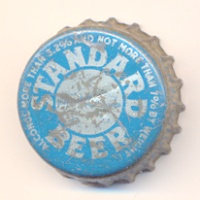 ALCOHOL MORE THAN 3.2% AND NOT MORE THAN 7% BY WEIGHT
STANDARD
BEER